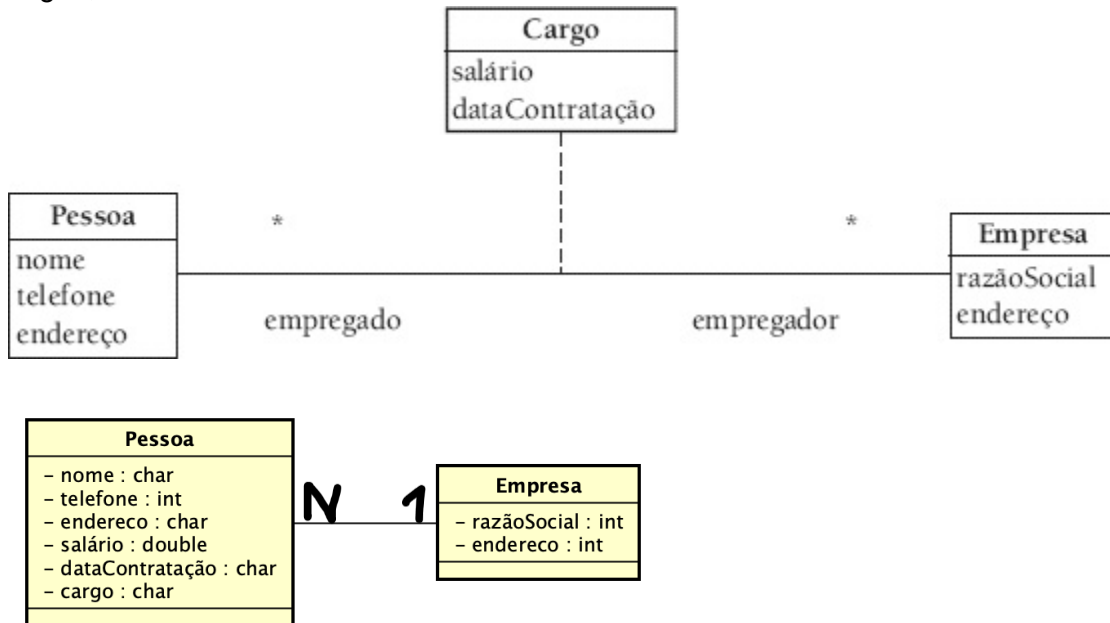 Cargo
salário
dataContratação
Pessoa
nome
telefone
endereço
*
*
empregado
empregador
Empresa
razãoSocial
endereço
Pessoa
- nome : char
- telefone : int
- endereco : char
- salário : double
- dataContratação : char
- cargo : char
N 1
Empresa
- razãoSocial : int
- endereco : int